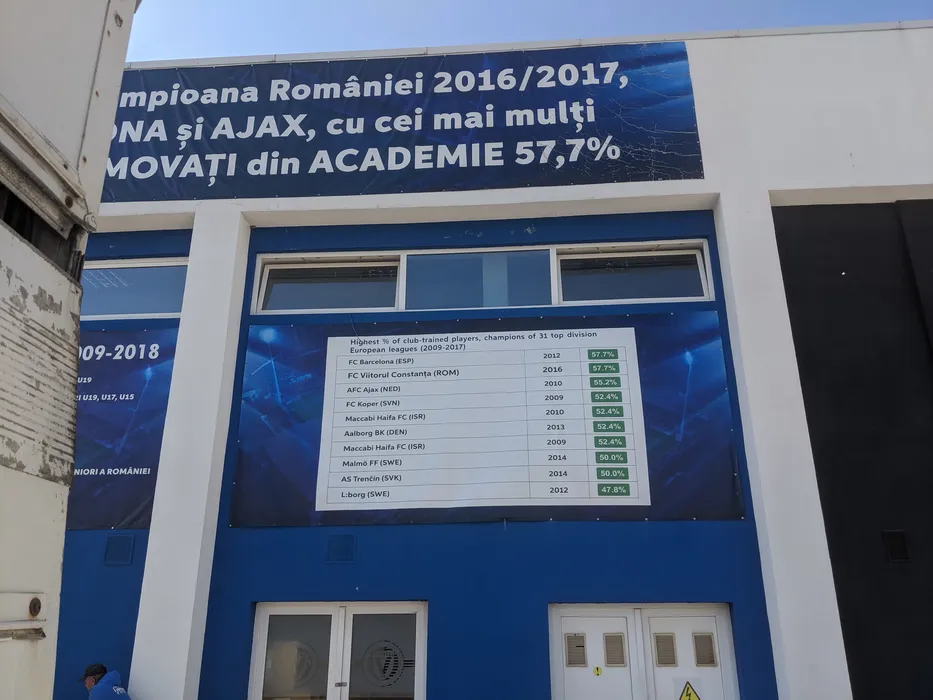 mpioana României 2016/2017,
ONA și AJAX, cu cei mai mulți
MOVAȚI din ACADEMIE 57,7%
009-2018
U19
RI U19, U17, U15
NIORI A ROMÂNIEI
Highest % of club-trained players, champions of 31 top division
European leagues (2009-2017)
FC Barcelona (ESP) 2012 57.7%
FC Viitorul Constanța (ROM) 2016 57.7%
AFC Ajax (NED) 2010 55.2%
FC Koper (SVN) 2009 52.4%
Maccabi Haifa FC (ISR) 2010 52.4%
Aalborg BK (DEN) 2013 52.4%
Maccabi Haifa FC (ISR) 2009 52.4%
Malmö FF (SWE) 2014 50.0%
AS Trenčin (SVK) 2014 50.0%
L:borg (SWE) 2012 47.8%